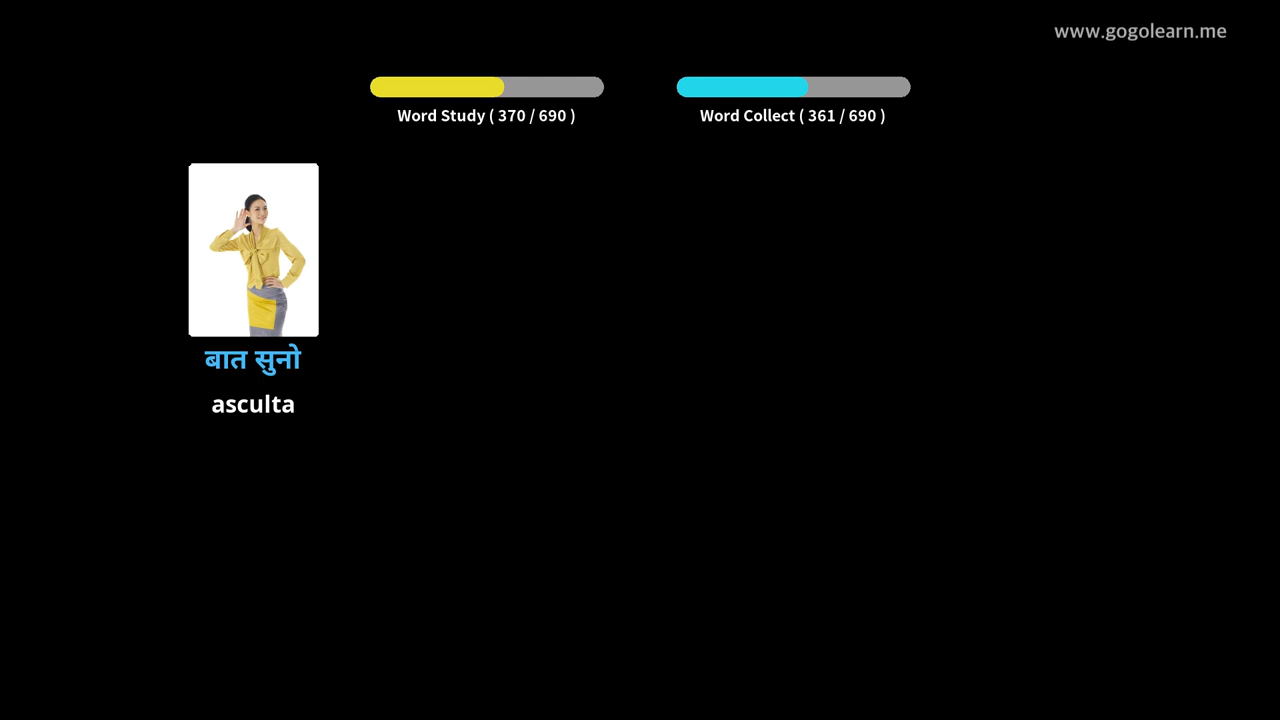 www.gogolearn.me
Word Study ( 370 / 690 )
Word Collect ( 361 / 690 )
बात सुनो
asculta